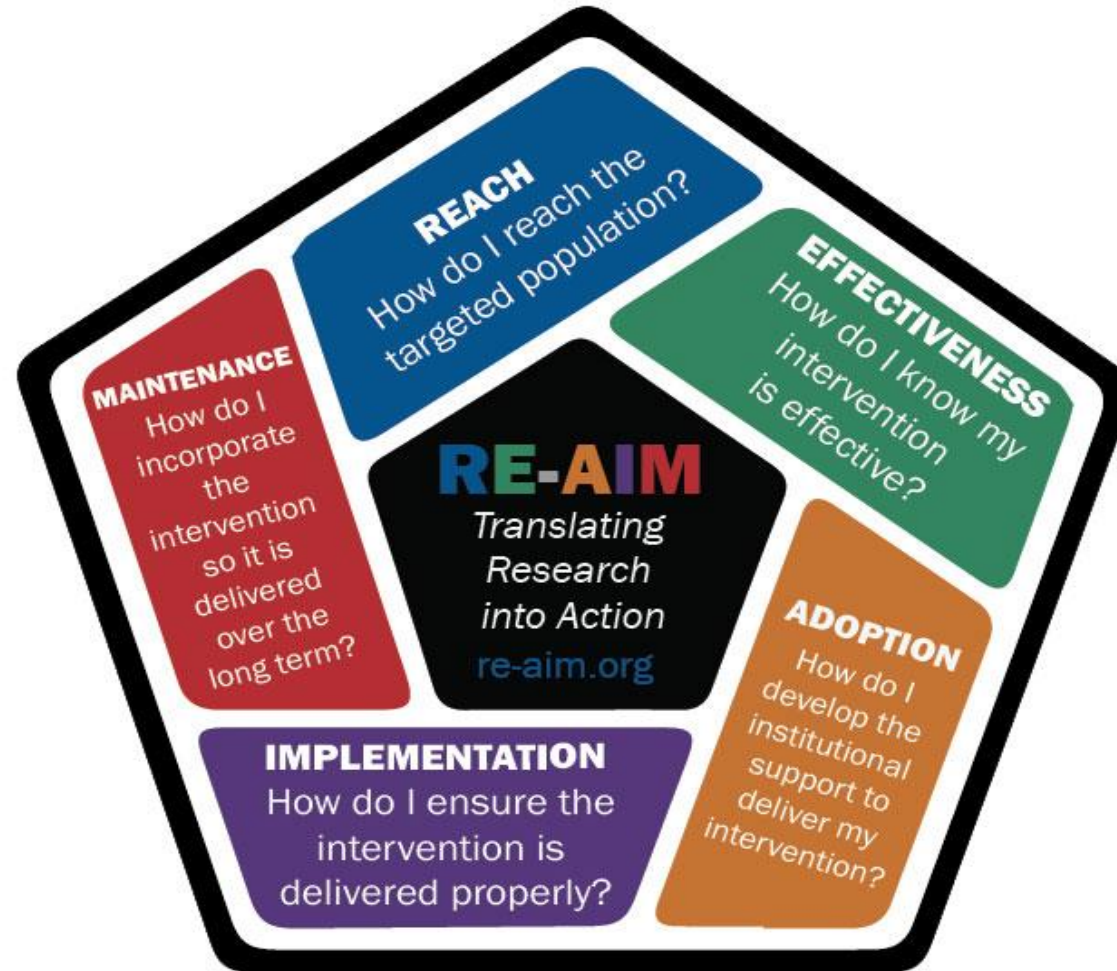 REACH
How do I reach the
targeted population?
EFFECTIVENESS
How do I know my
intervention
is effective?
ADOPTION
How do I
develop the
institutional
support to
deliver my
intervention?
IMPLEMENTATION
How do I ensure the
intervention is
delivered properly?
MAINTENANCE
How do I
incorporate
the
intervention
so it is
delivered
over the
long term?
RE-AIM
Translating
Research
into Action
re-aim.org